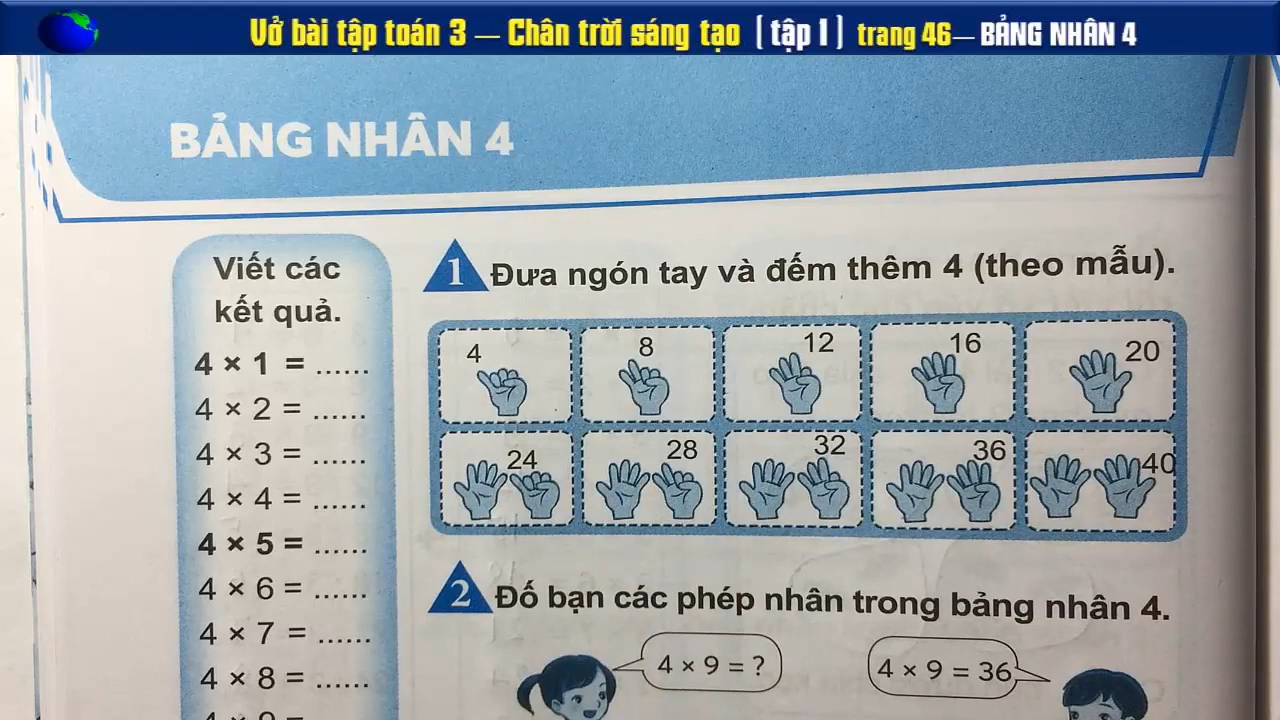 Vở bài tập toán 3 — Chân trời sáng tạo (tập 1) trang 46— BẢNG NHÂN 4
BẢNG NHÂN 4
Viết các
kết quả.
4 × 1 = ......
4 × 2 = ......
4 × 3 = ......
4 × 4 = ......
4 × 5 = ......
4 × 6 = ......
4 × 7 = ......
4 × 8 = ......
1 Đưa ngón tay và đếm thêm 4 (theo mẫu).
4 8 12 16 20
24 28 32 36 40
2 Đố bạn các phép nhân trong bảng nhân 4.
4 × 9 = ?
4 × 9 = 36